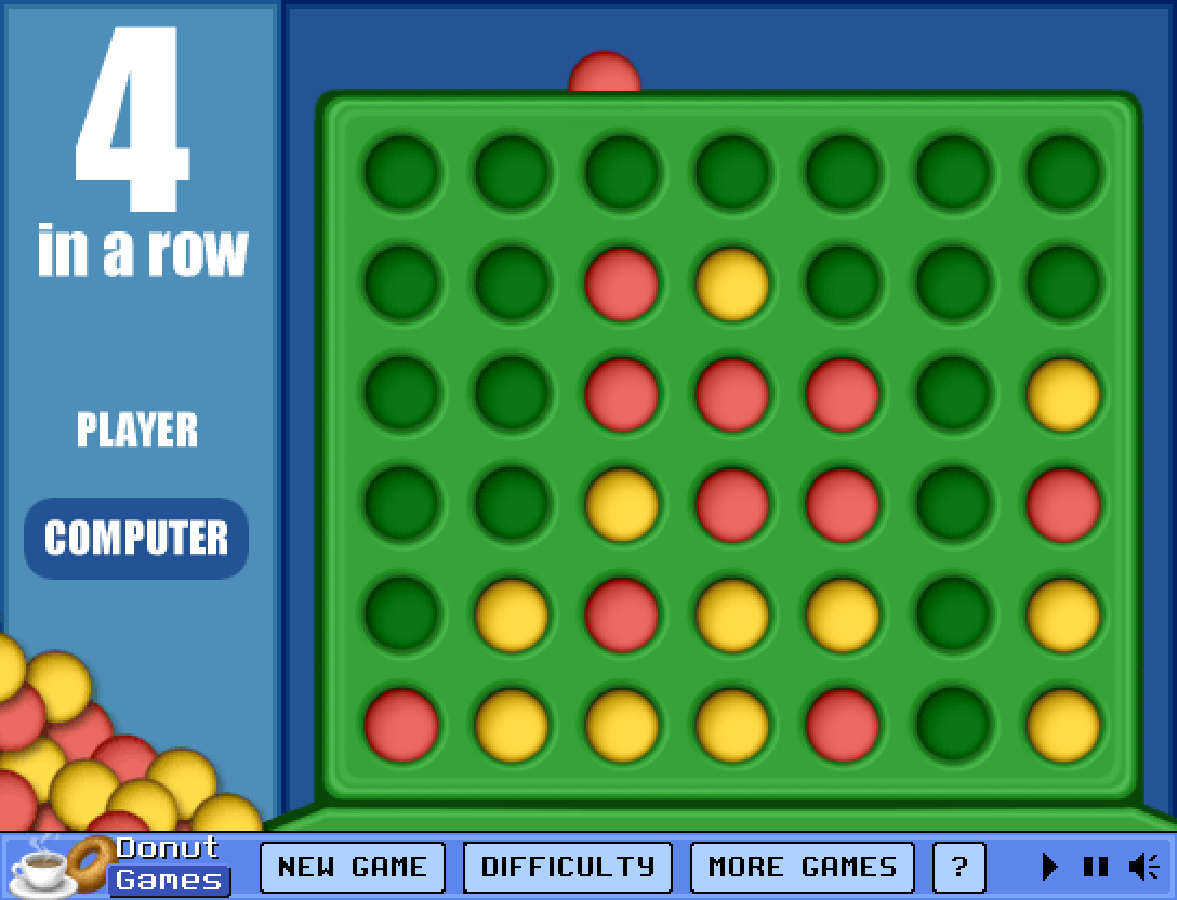 4
in a row
PLAYER
COMPUTER
Donut
Games
NEW GAME
DIFFICULTY
MORE GAMES
?